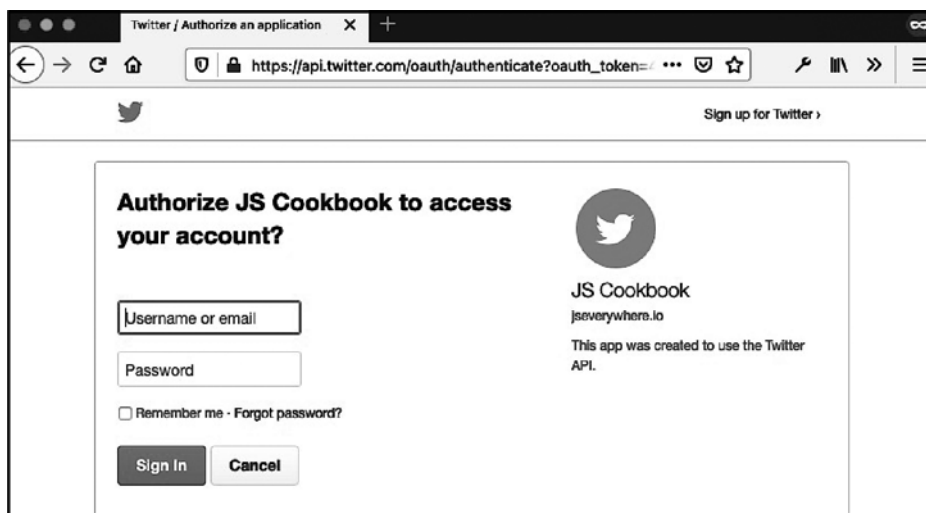 Twitter / Authorize an application
https://api.twitter.com/oauth/authenticate?oauth_token=
Sign up for Twitter ›
Authorize JS Cookbook to access
your account?
Username or email
Password
Remember me - Forgot password?
Sign In Cancel
JS Cookbook
jseverywhere.io
This app was created to use the Twitter
API.